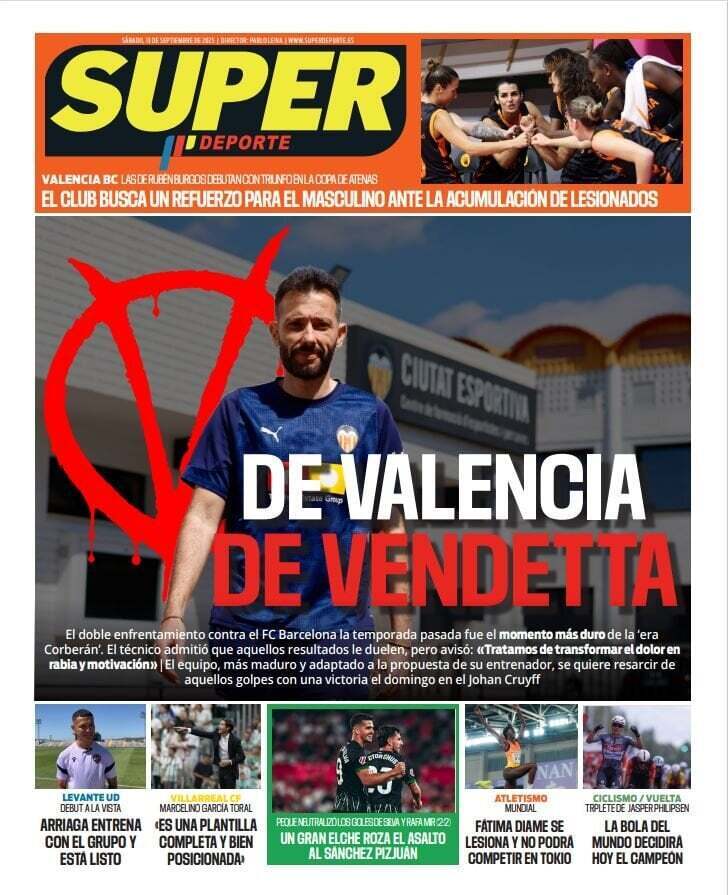 SÁBADO, 13 DE SEPTIEMBRE DE 2025 | DIRECTOR: PABLO LEIVA | WWW.SUPERDEPORTE.ES
SUPER
DEPORTE
VALENCIA BC LAS DE RUBÉN BURGOS DEBUTAN CON TRIUNFO EN LA COPA DE ATENAS
EL CLUB BUSCA UN REFUERZO PARA EL MASCULINO ANTE LA ACUMULACIÓN DE LESIONADOS
V
CIUTAT ESPORTIVA
DE VALENCIA
DE VENDETTA
El doble enfrentamiento contra el FC Barcelona la temporada pasada fue el momento más duro de la ‘era
Corberán’. El técnico admitió que aquellos resultados le duelen, pero avisó: «Tratamos de transformar el dolor en
rabia y motivación» | El equipo, más maduro y adaptado a la propuesta de su entrenador, se quiere resarcir de
aquellos golpes con una victoria el domingo en el Johan Cruyff
LEVANTE UD
DEBUT A LA VISTA
ARRIAGA ENTRENA
CON EL GRUPO Y
ESTÁ LISTO
VILLARREAL CF
MARCELINO GARCÍA TORAL
«ES UNA PLANTILLA
COMPLETA Y BIEN
POSICIONADA»
PEQUE NEUTRALIZÓ LOS GOLES DE SILVA Y RAFA MIR (2-2)
UN GRAN ELCHE ROZA EL ASALTO
AL SÁNCHEZ PIZJUÁN
ATLETISMO
MUNDIAL
FÁTIMA DIAME SE
LESIONA Y NO PODRÁ
COMPETIR EN TOKIO
CICLISMO / VUELTA
TRPLETE DE JASPER PHILIPSEN
LA BOLA DEL
MUNDO DECIDIRÁ
HOY EL CAMPEÓN